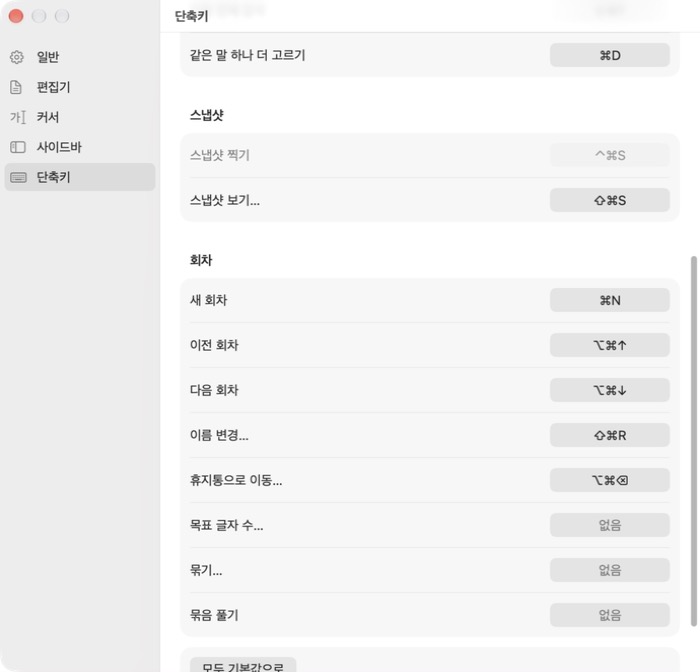 단축키
일반
편집기
커서
사이드바
단축키
같은 말 하나 더 고르기 ⌘D
스냅샷
스냅샷 찍기 ^⌘S
스냅샷 보기... ⇧⌘S
회차
새 회차 ⌘N
이전 회차 ⌥⌘↑
다음 회차 ⌥⌘↓
이름 변경... ⇧⌘R
휴지통으로 이동... ⌥⌘⌫
목표 글자 수... 없음
묶기... 없음
묶음 풀기 없음
모두 기본값으로